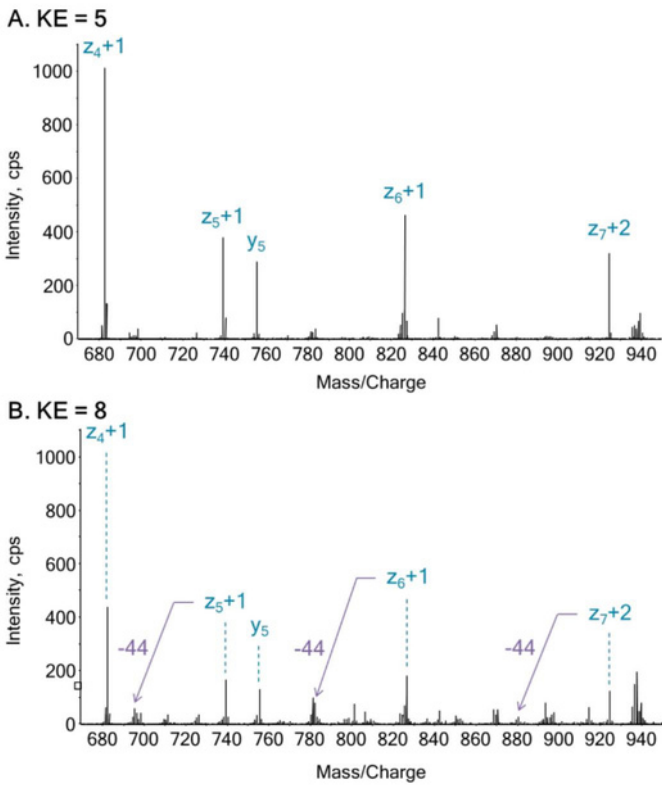 A. KE = 5
z₄+1
1000
800
600
400
200
0
Intensity, cps
z₅+1
y₅
z₆+1
z₇+2
680 700 720 740 760 780 800 820 840 860 880 900 920 940
Mass/Charge
B. KE = 8
z₄+1
1000
800
600
400
200
0
Intensity, cps
-44
z₅+1
y₅
-44
z₆+1
-44
z₇+2
680 700 720 740 760 780 800 820 840 860 880 900 920 940
Mass/Charge